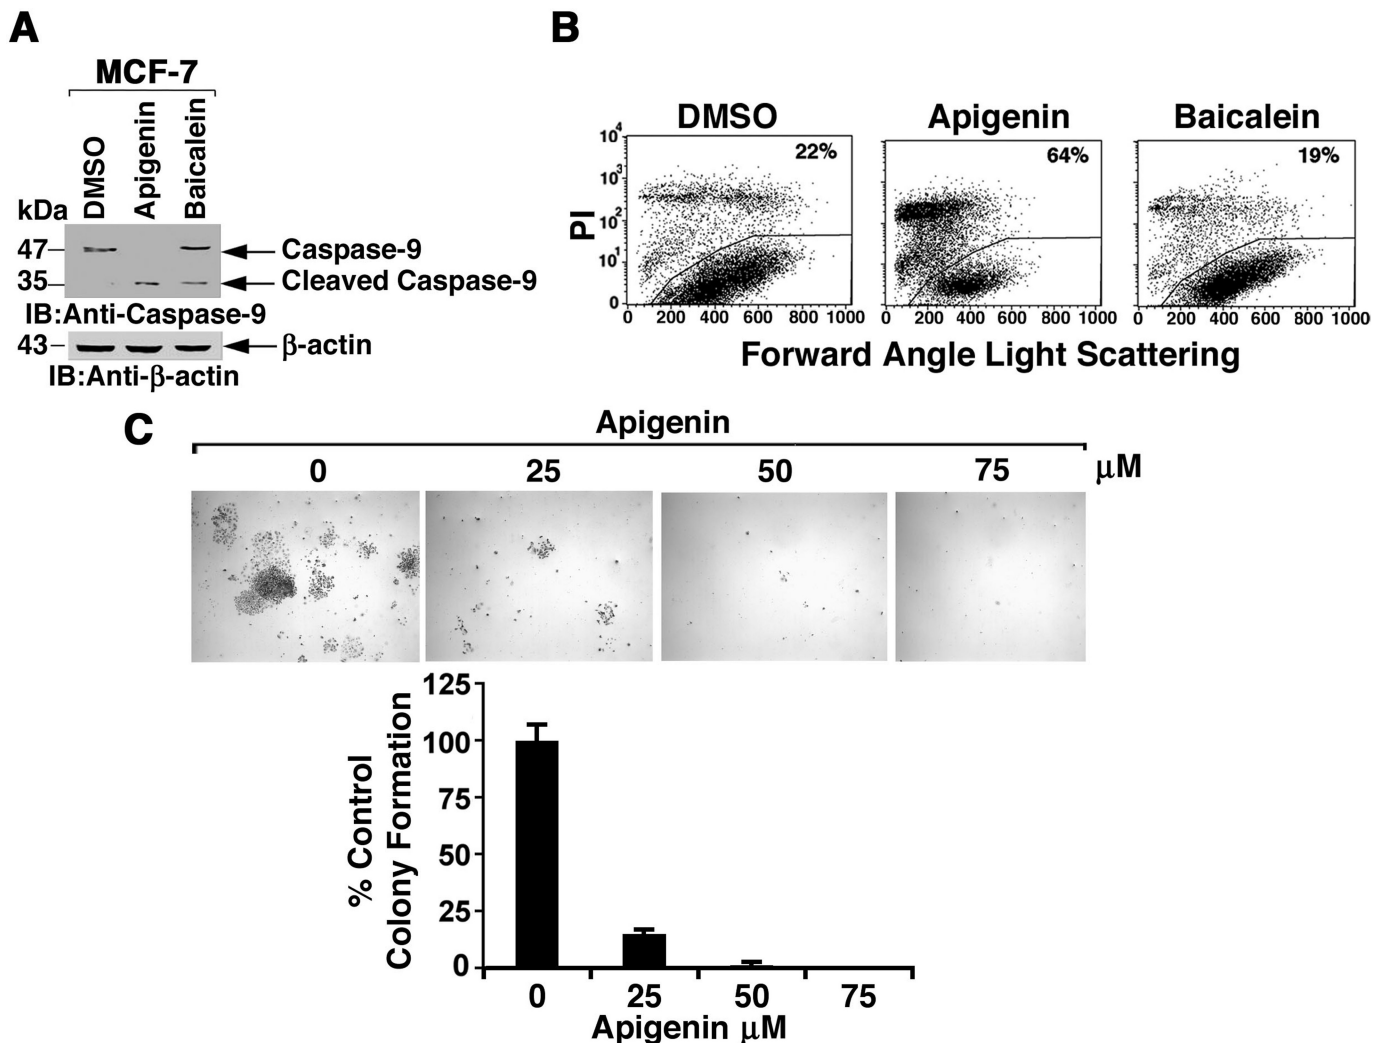 A
MCF-7
DMSO
Apigenin
Baicalein
kDa
47
Caspase-9
35
Cleaved Caspase-9
IB:Anti-Caspase-9
43
β-actin
IB:Anti-β-actin
B
DMSO
Apigenin
Baicalein
22%
64%
19%
PI
10⁴
10³
10²
10¹
0
0 200 400 600 800 1000
0 200 400 600 800 1000
0 200 400 600 800 1000
Forward Angle Light Scattering
C
Apigenin
0 25 50 75 μM
% Control
Colony Formation
125
100
75
50
25
0
0 25 50 75
Apigenin μM